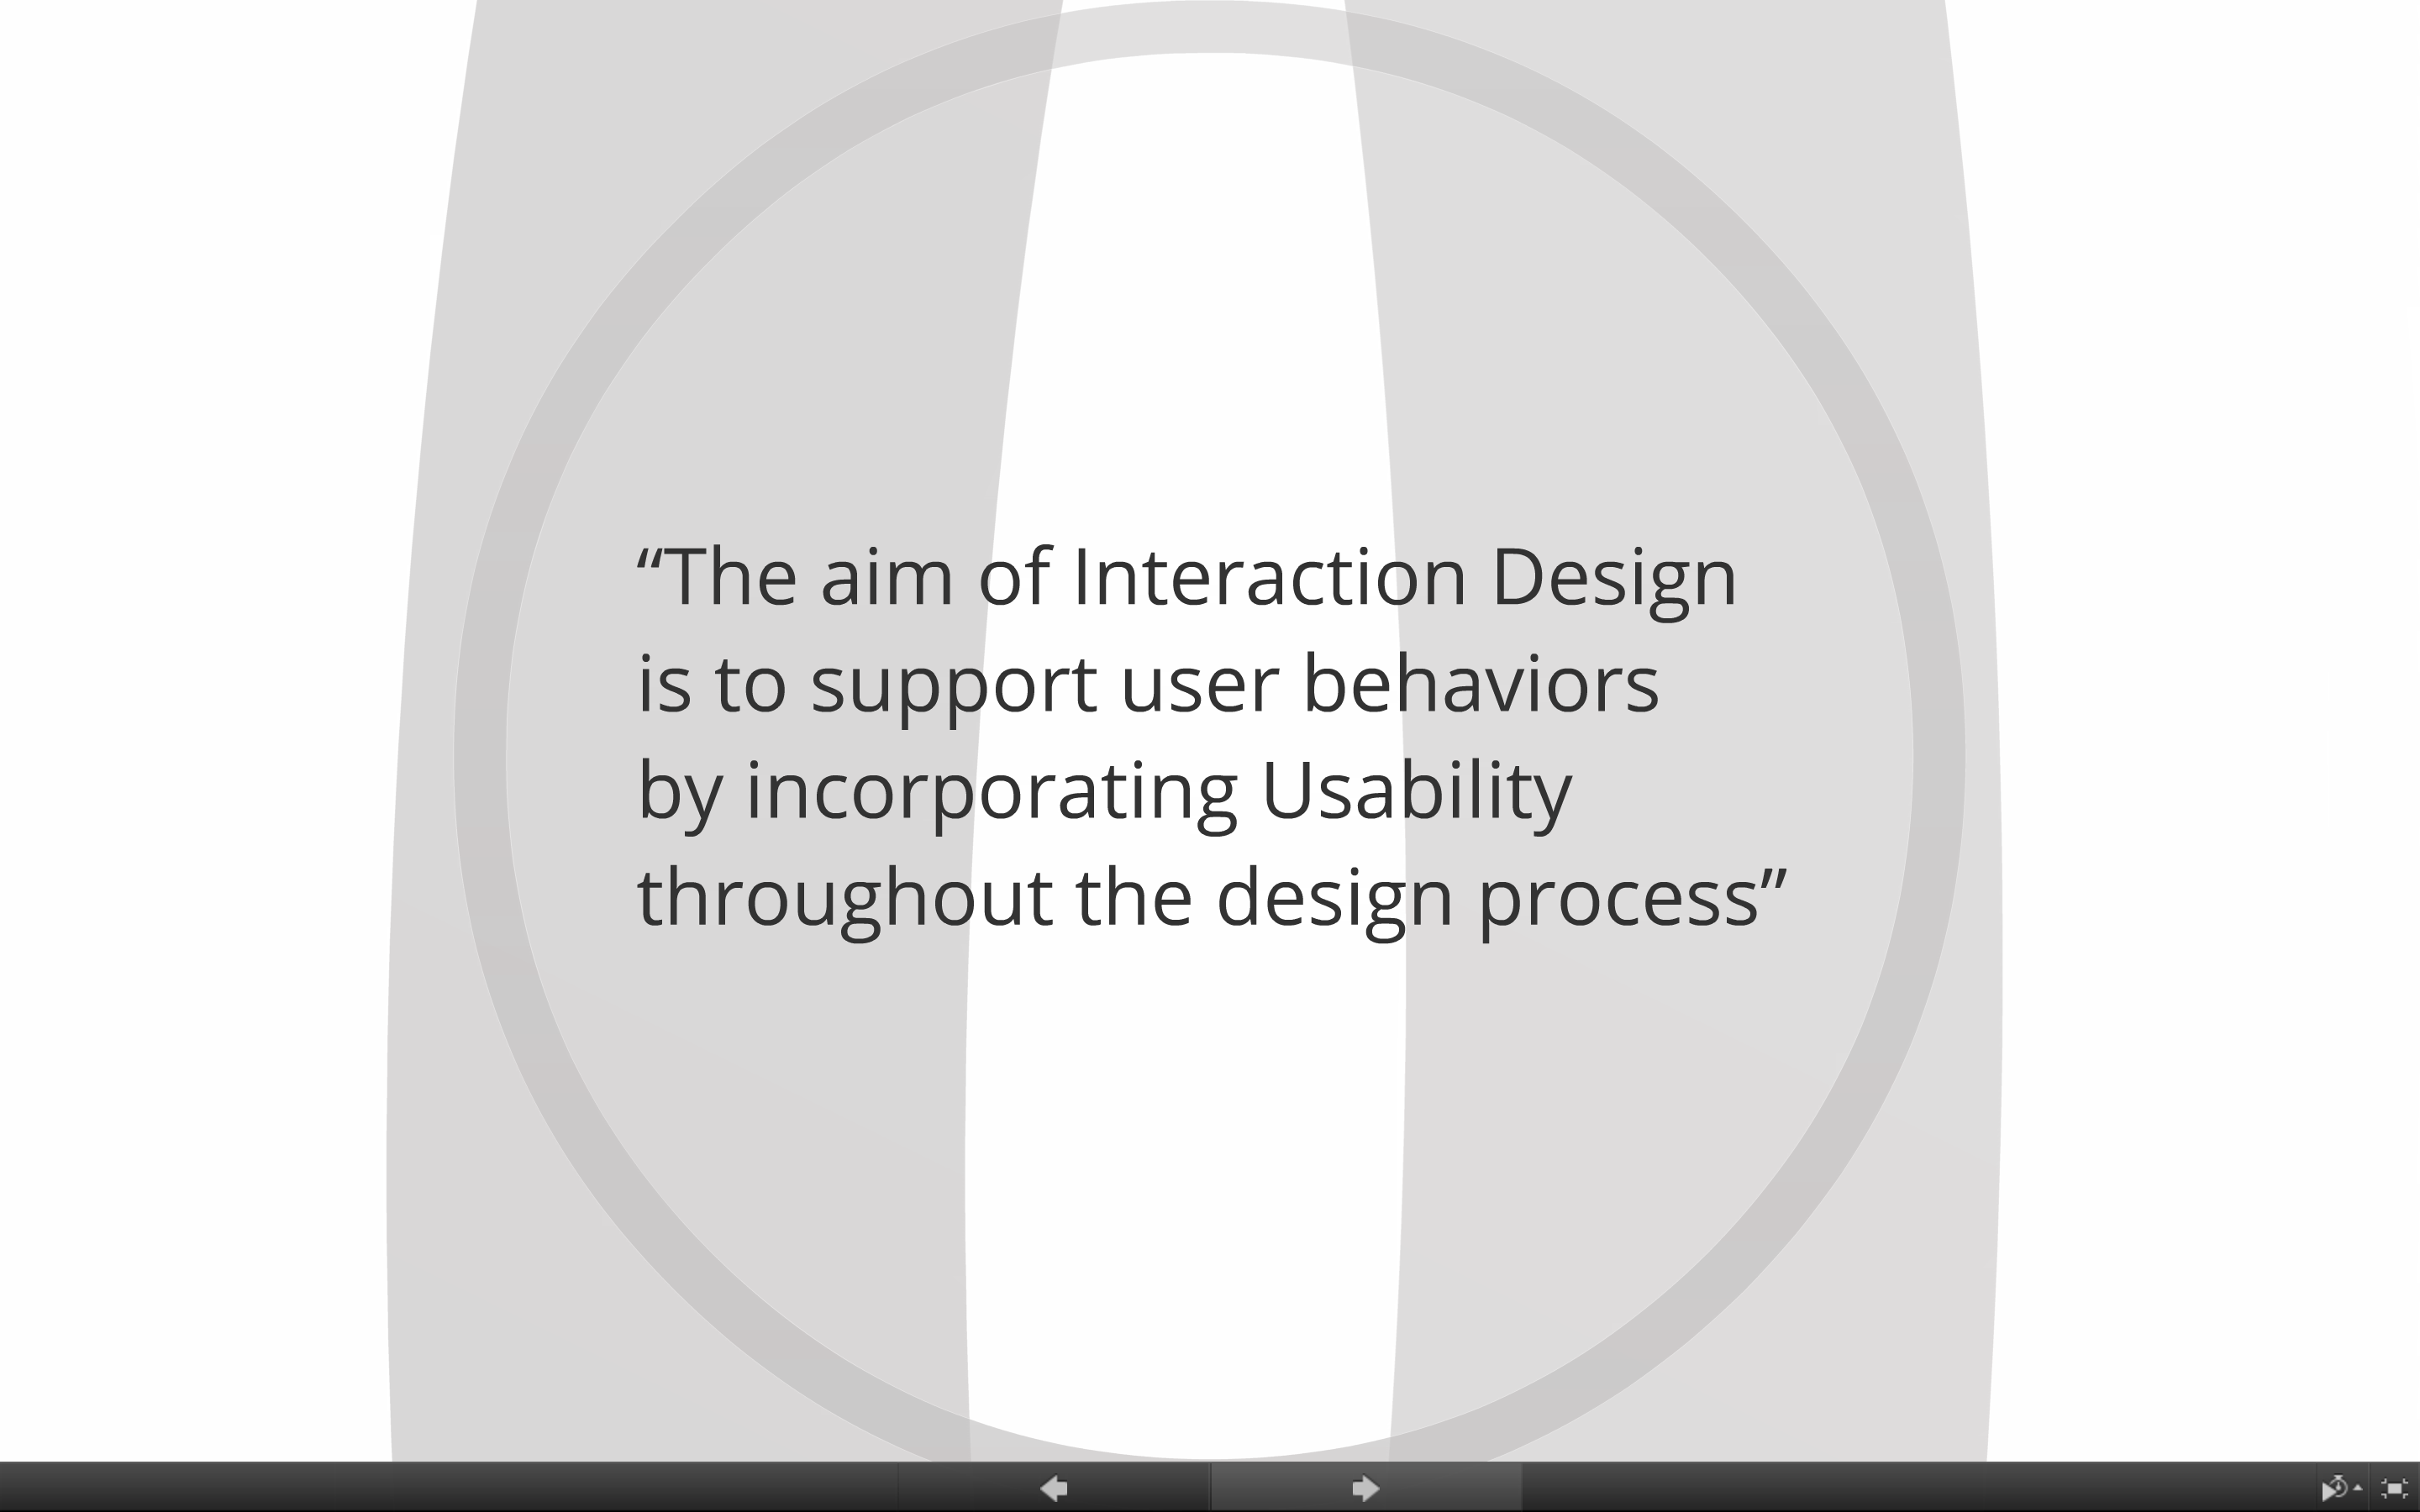 “The aim of Interaction Design
is to support user behaviors
by incorporating Usability
throughout the design process”